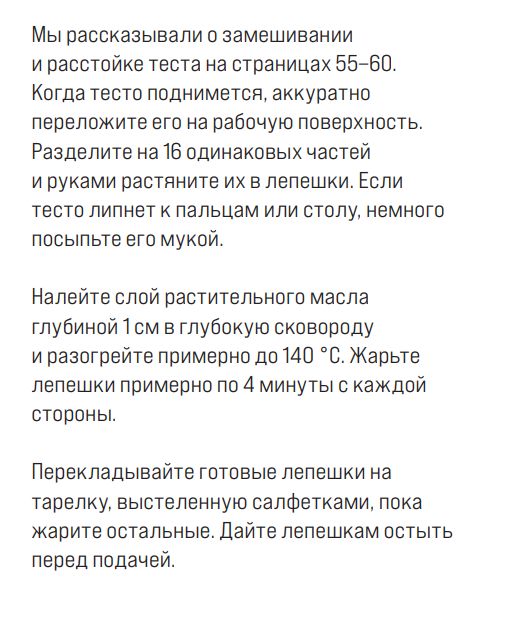 Мы рассказывали о замешивании
и расстойке теста на страницах 55–60.
Когда тесто поднимется, аккуратно
переложите его на рабочую поверхность.
Разделите на 16 одинаковых частей
и руками растяните их в лепешки. Если
тесто липнет к пальцам или столу, немного
посыпьте его мукой.

Налейте слой растительного масла
глубиной 1 см в глубокую сковороду
и разогрейте примерно до 140 °C. Жарьте
лепешки примерно по 4 минуты с каждой
стороны.

Перекладывайте готовые лепешки на
тарелку, выстеленную салфетками, пока
жарите остальные. Дайте лепешкам остыть
перед подачей.